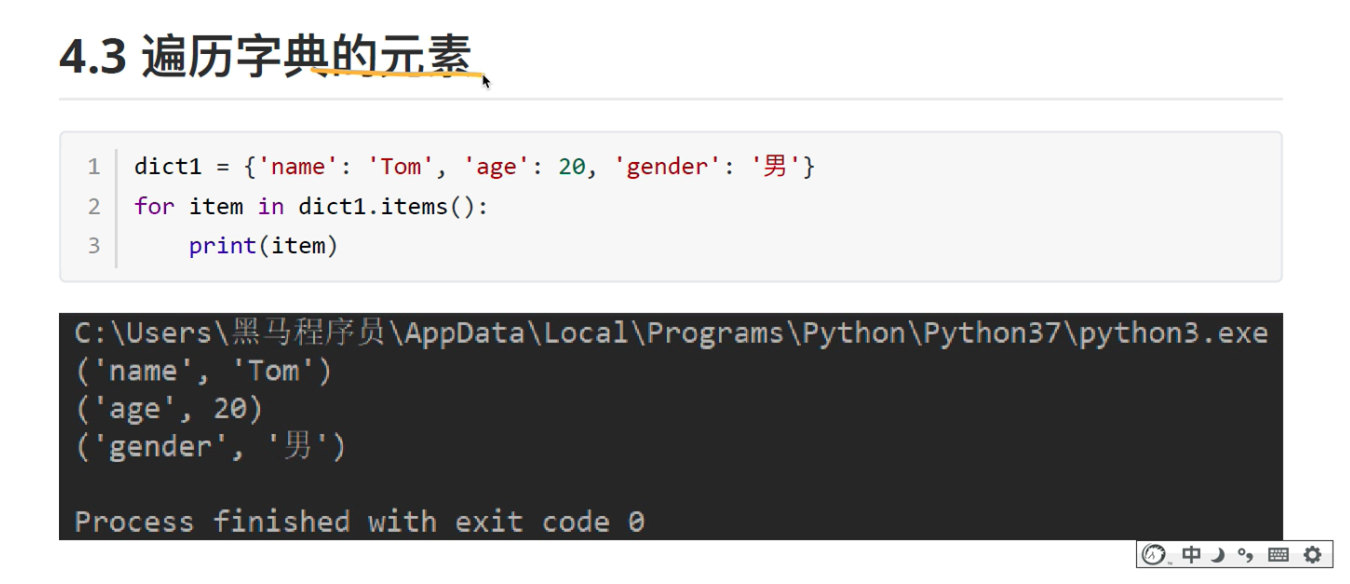 4.3 遍历字典的元素
1 dict1 = {'name': 'Tom', 'age': 20, 'gender': '男'}
2 for item in dict1.items():
3     print(item)
C:\Users\黑马程序员\AppData\Local\Programs\Python\Python37\python3.exe
('name', 'Tom')
('age', 20)
('gender', '男')
Process finished with exit code 0
中